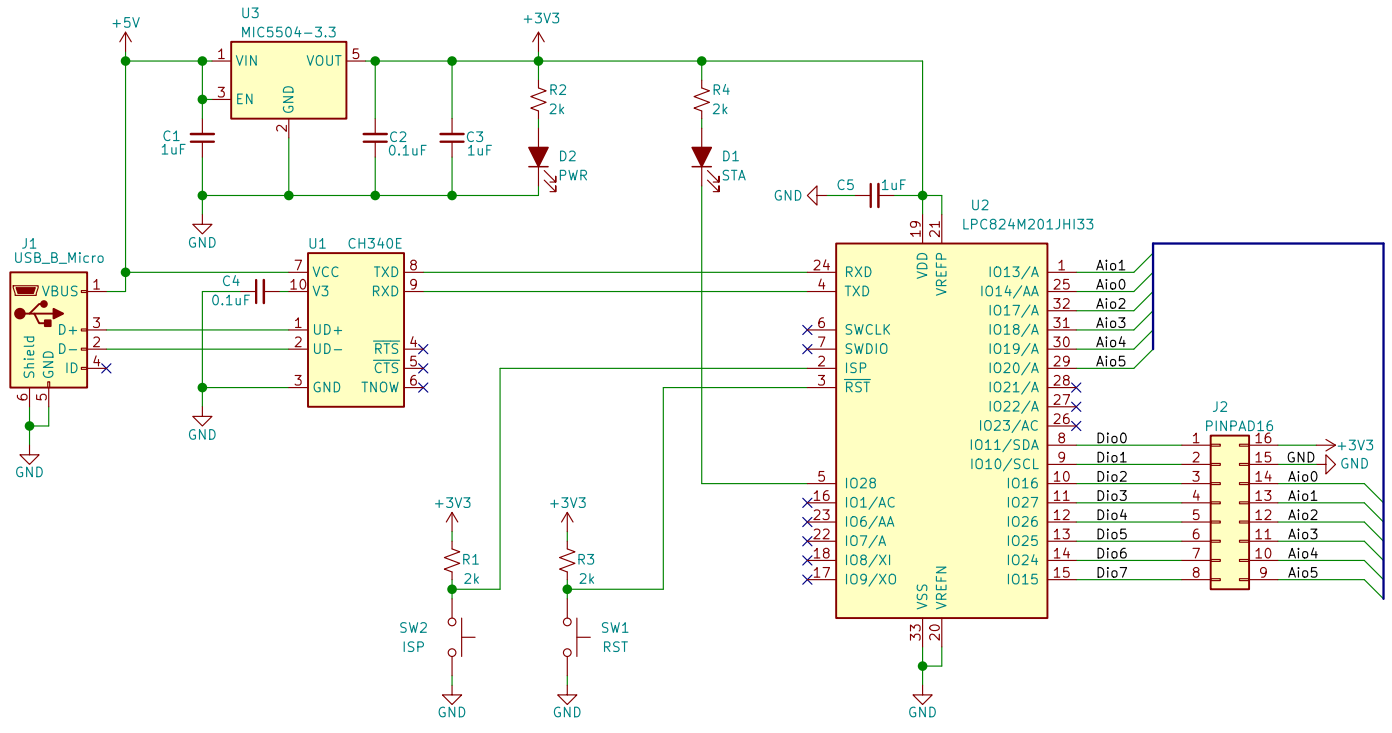 +5V
U3
MIC5504-3.3
1
VIN
VOUT
5
3
EN
GND
2
C1
1uF
C2
0.1uF
C3
1uF
GND
+3V3
R2
2k
D2
PWR
R4
2k
D1
STA
J1
USB_B_Micro
VBUS
1
D+
3
D-
2
ID
4
Shield
GND
6
5
GND
U1
CH340E
7
VCC
10
V3
1
UD+
2
UD-
3
GND
TXD
8
RXD
9
RTS
4
CTS
5
TNOW
6
C4
0.1uF
GND
GND
C5
1uF
U2
LPC824M201JHI33
19
21
VDD
VREFP
24
RXD
4
TXD
6
SWCLK
7
SWDIO
2
ISP
3
RST
5
IO28
16
IO1/AC
23
IO6/AA
22
IO7/A
18
IO8/XI
17
IO9/XO
VSS
VREFN
33
20
GND
IO13/A
1
Aio1
IO14/AA
25
Aio0
IO17/A
32
Aio2
IO18/A
31
Aio3
IO19/A
30
Aio4
IO20/A
29
Aio5
IO21/A
28
IO22/A
27
IO23/AC
26
IO11/SDA
8
Dio0
IO10/SCL
9
Dio1
IO16
10
Dio2
IO27
11
Dio3
IO26
12
Dio4
IO25
13
Dio5
IO24
14
Dio6
IO15
15
Dio7
J2
PINPAD16
1
16
+3V3
2
15
GND
GND
3
14
Aio0
4
13
Aio1
5
12
Aio2
6
11
Aio3
7
10
Aio4
8
9
Aio5
+3V3
R1
2k
SW2
ISP
GND
+3V3
R3
2k
SW1
RST
GND